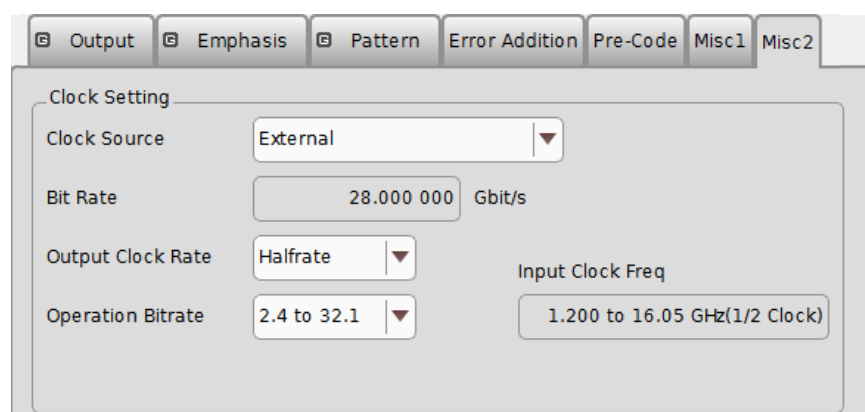 G Output G Emphasis G Pattern Error Addition Pre-Code Misc1 Misc2
Clock Setting
Clock Source External
Bit Rate 28.000 000 Gbit/s
Output Clock Rate Halfrate
Input Clock Freq
Operation Bitrate 2.4 to 32.1 1.200 to 16.05 GHz(1/2 Clock)